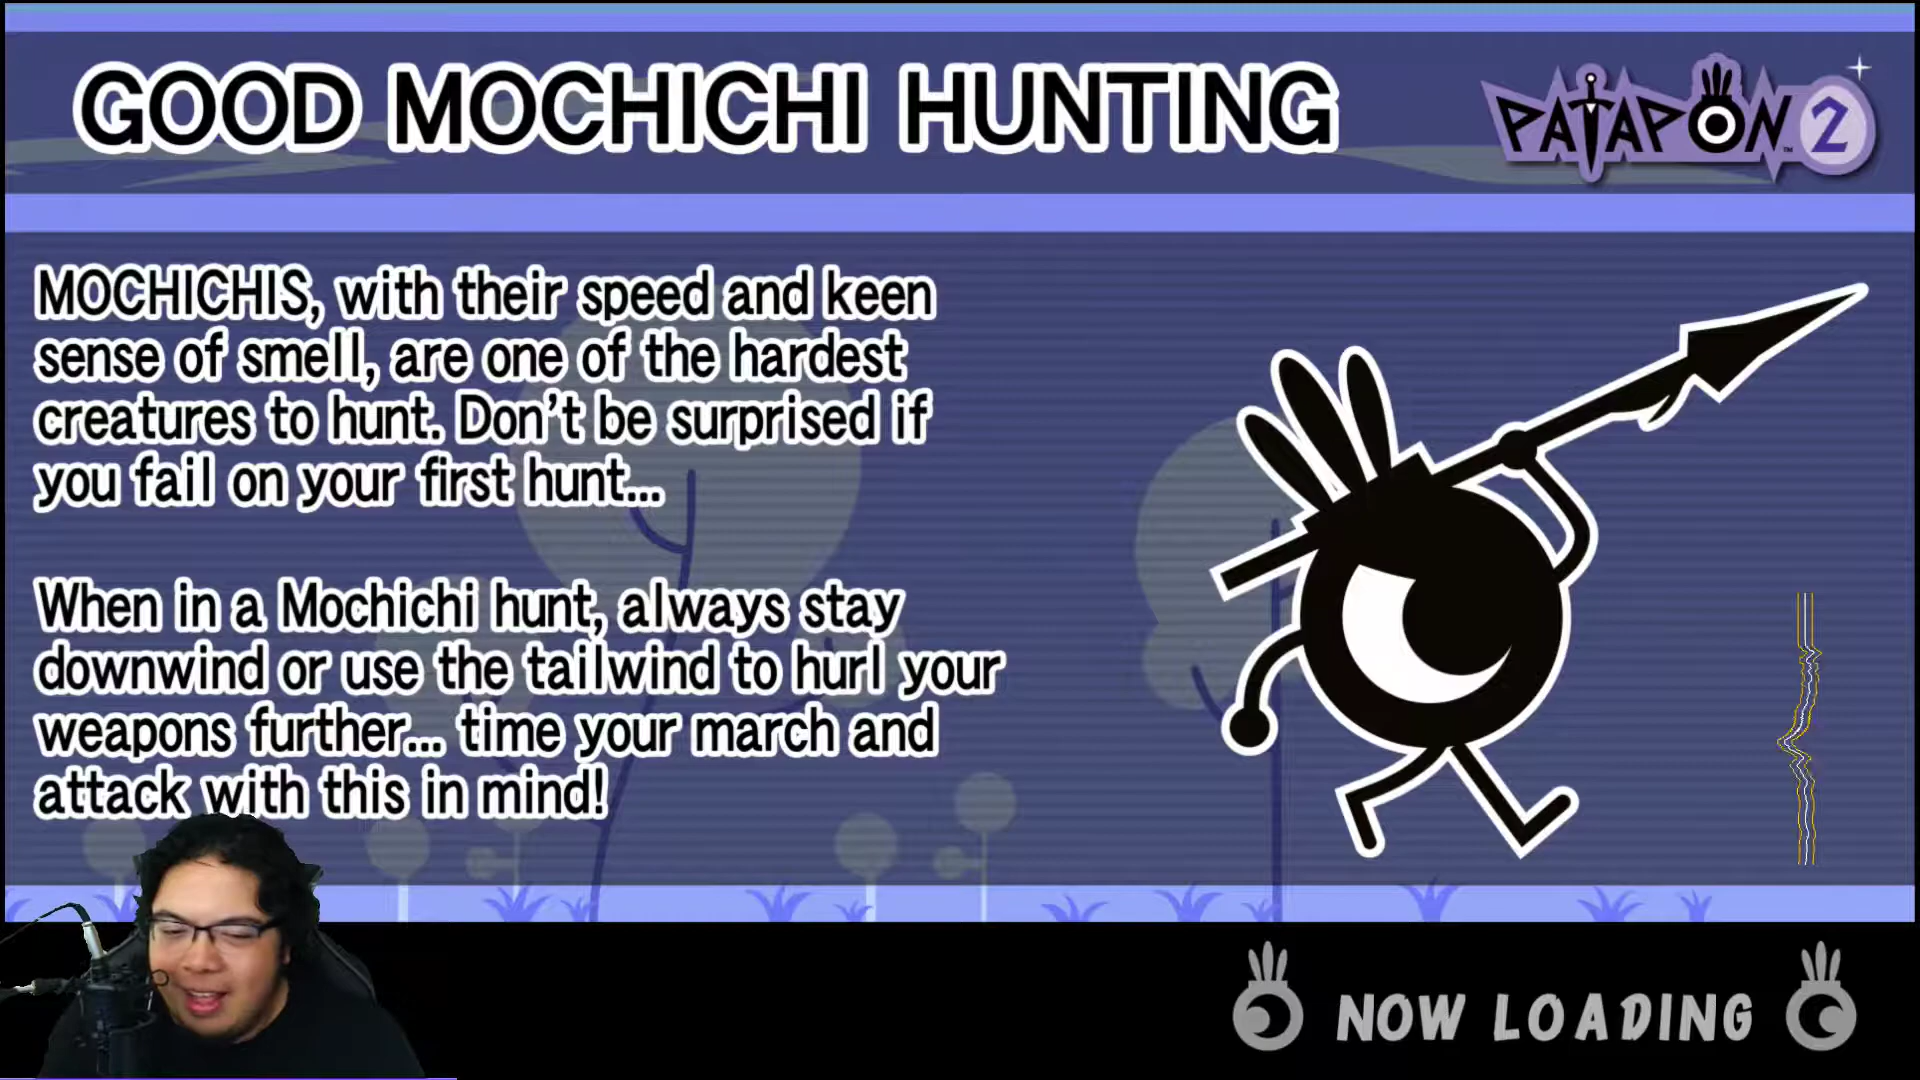 GOOD MOCHICHI HUNTING
PATAPON™ 2
MOCHICHIS, with their speed and keen
sense of smell, are one of the hardest
creatures to hunt. Don't be surprised if
you fail on your first hunt...
When in a Mochichi hunt, always stay
downwind or use the tailwind to hurl your
weapons further... time your march and
attack with this in mind!
NOW LOADING